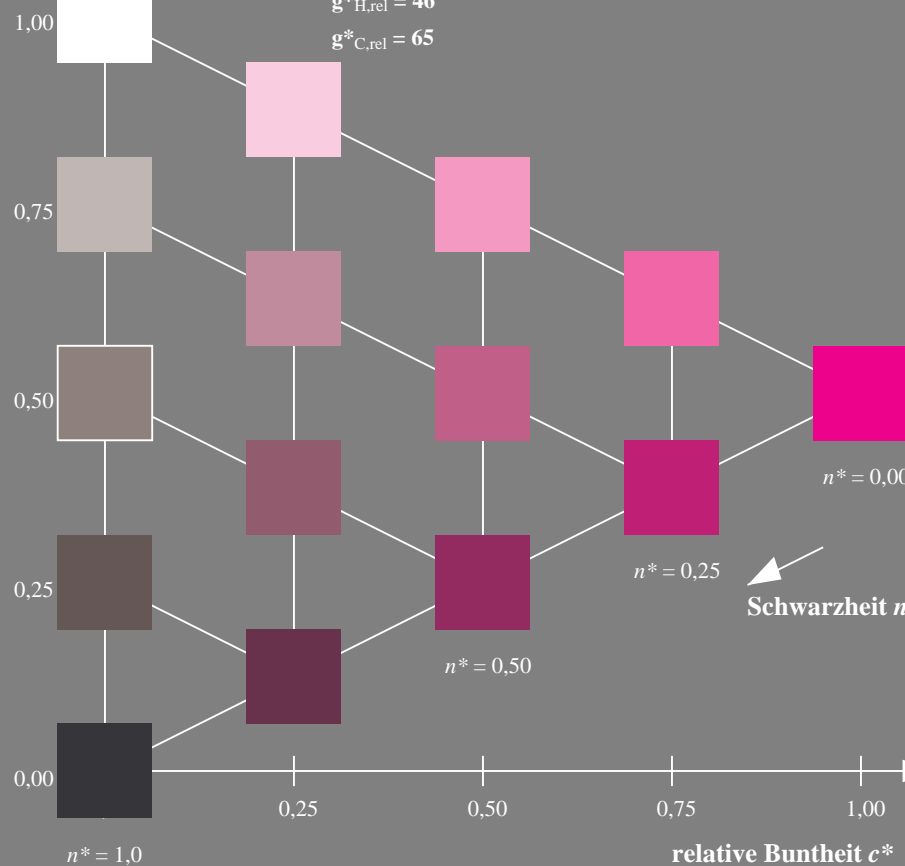 g*H,rel = 46
1,00
g*C,rel = 65
0,75
0,50
n* = 0,00
n* = 0,25
0,25
Schwarzheit n
n* = 0,50
0,00
0,25
0,50
0,75
1,00
n* = 1,0
relative Buntheit c*